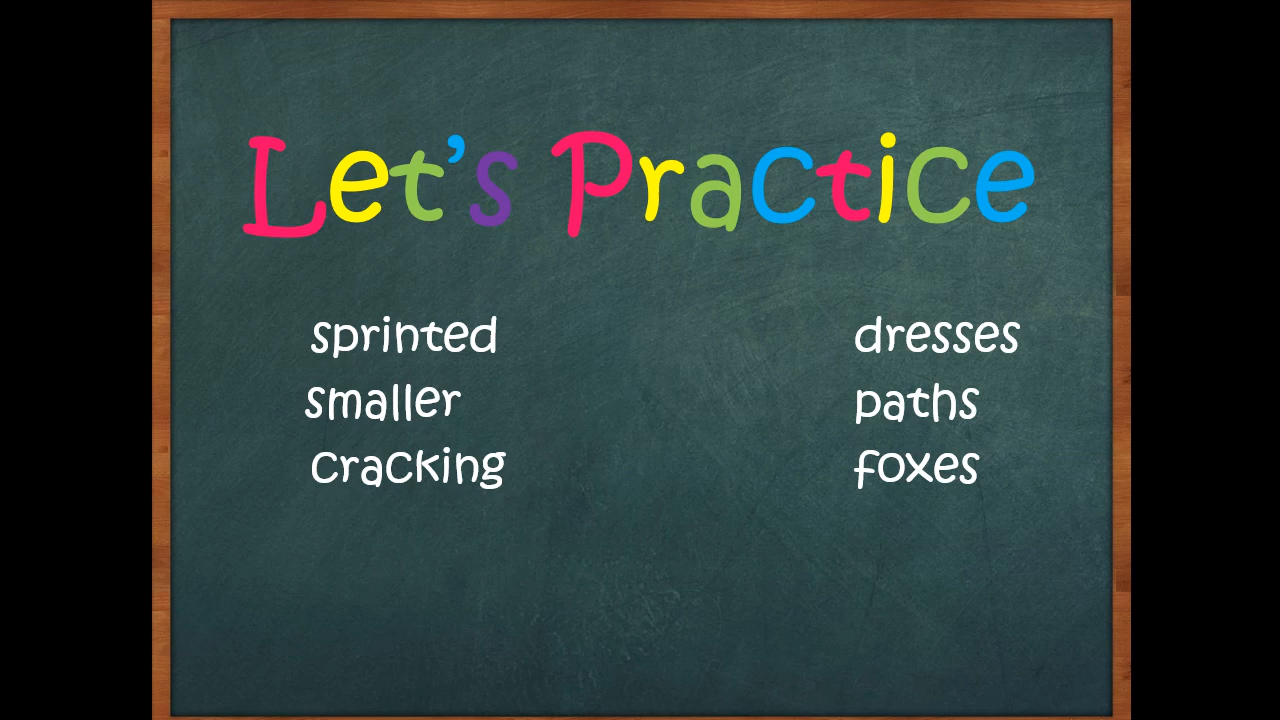 Let's Practice
sprinted
smaller
cracking
dresses
paths
foxes